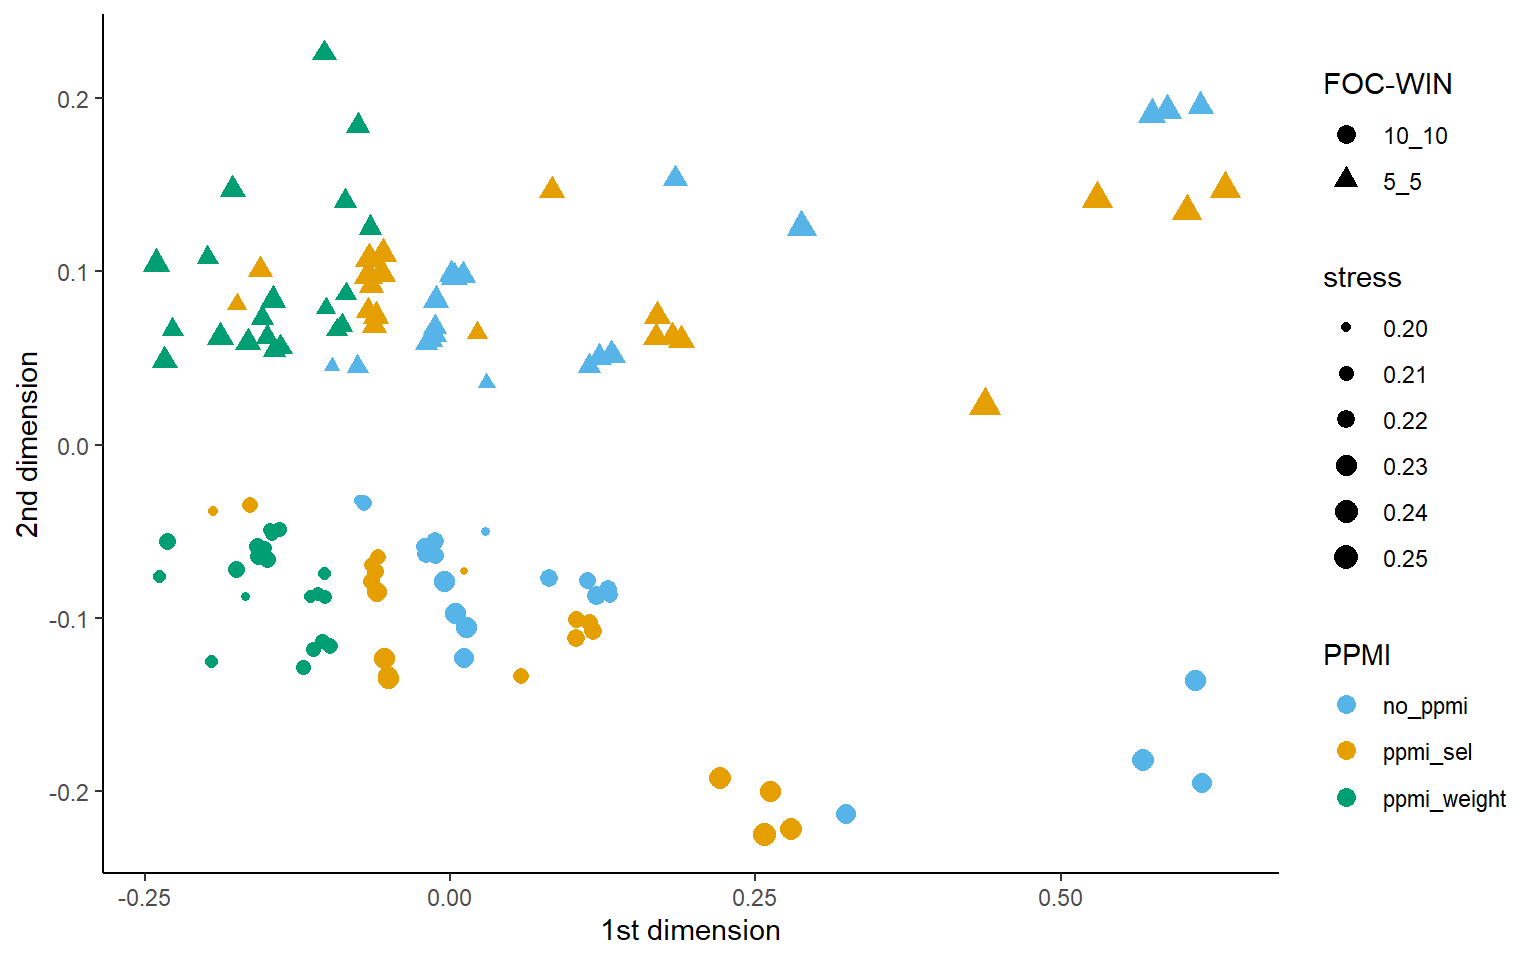 0.2
0.1
0.0
-0.1
-0.2
2nd dimension
-0.25
0.00
0.25
0.50
1st dimension
FOC-WIN
10_10
5_5
stress
0.20
0.21
0.22
0.23
0.24
0.25
PPMI
no_ppmi
ppmi_sel
ppmi_weight